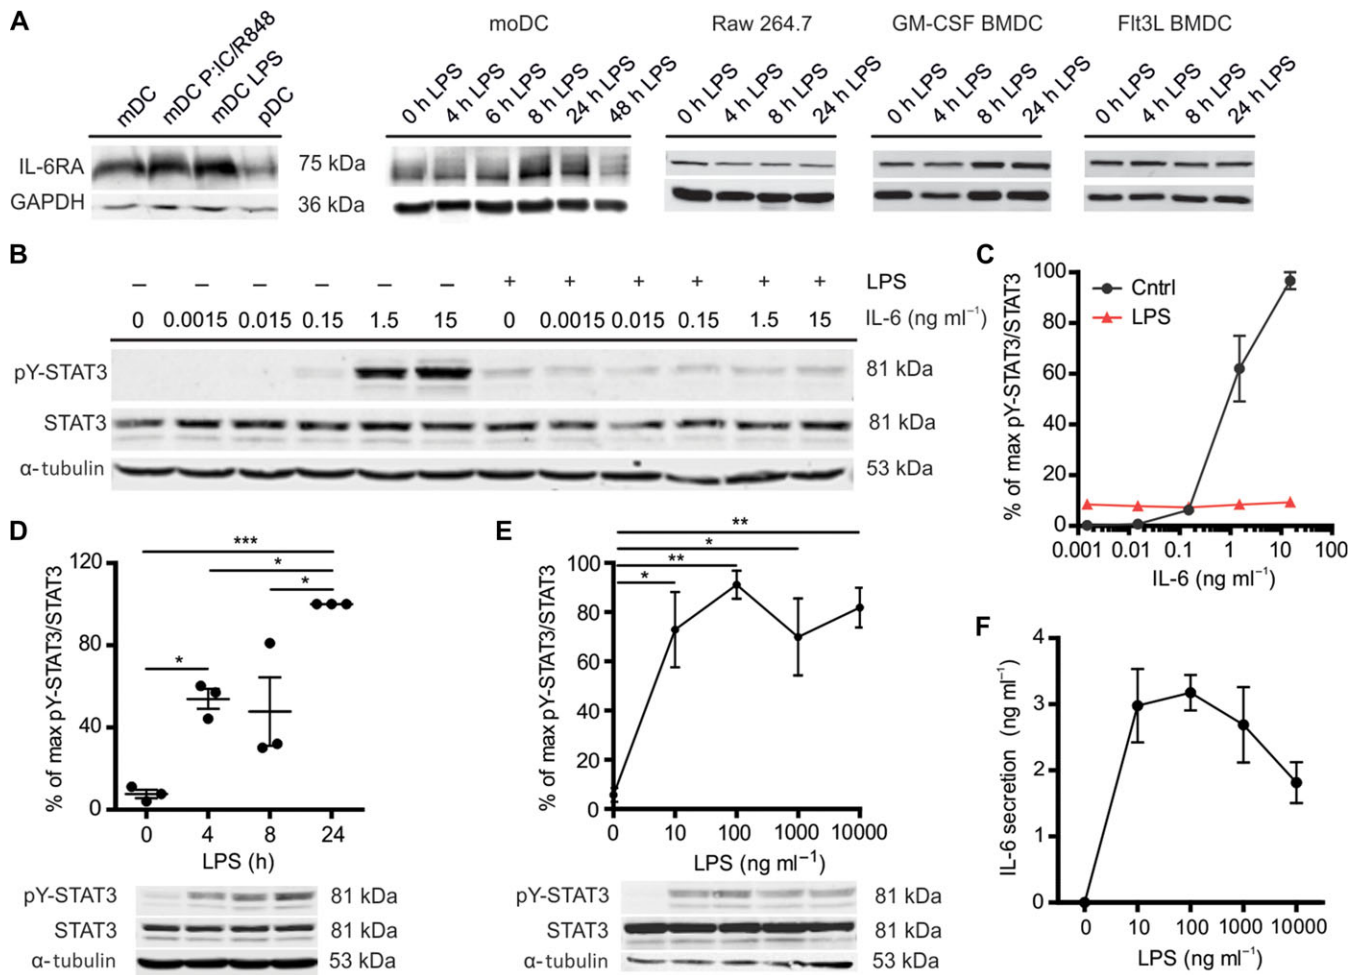 A
mDC
mDC P:IC/R848
mDC LPS
pDC
moDC
0 h LPS
4 h LPS
6 h LPS
8 h LPS
24 h LPS
48 h LPS
Raw 264.7
0 h LPS
4 h LPS
8 h LPS
24 h LPS
GM-CSF BMDC
0 h LPS
4 h LPS
8 h LPS
24 h LPS
Flt3L BMDC
0 h LPS
4 h LPS
8 h LPS
24 h LPS
IL-6RA 75 kDa
GAPDH 36 kDa
B
– – – – – – + + + + + + LPS
0 0.0015 0.015 0.15 1.5 15 0 0.0015 0.015 0.15 1.5 15 IL-6 (ng ml⁻¹)
pY-STAT3 81 kDa
STAT3 81 kDa
α-tubulin 53 kDa
C
% of max pY-STAT3/STAT3
100
80
60
40
20
0
Cntrl
LPS
0.001 0.01 0.1 1 10 100
IL-6 (ng ml⁻¹)
D
% of max pY-STAT3/STAT3
120
80
40
0
***
*
*
*
0 4 8 24
LPS (h)
pY-STAT3 81 kDa
STAT3 81 kDa
α-tubulin 53 kDa
E
% of max pY-STAT3/STAT3
100
80
60
40
20
0
**
*
**
*
0 10 100 1000 10000
LPS (ng ml⁻¹)
pY-STAT3 81 kDa
STAT3 81 kDa
α-tubulin 53 kDa
F
IL-6 secretion (ng ml⁻¹)
4
3
2
1
0
0 10 100 1000 10000
LPS (ng ml⁻¹)